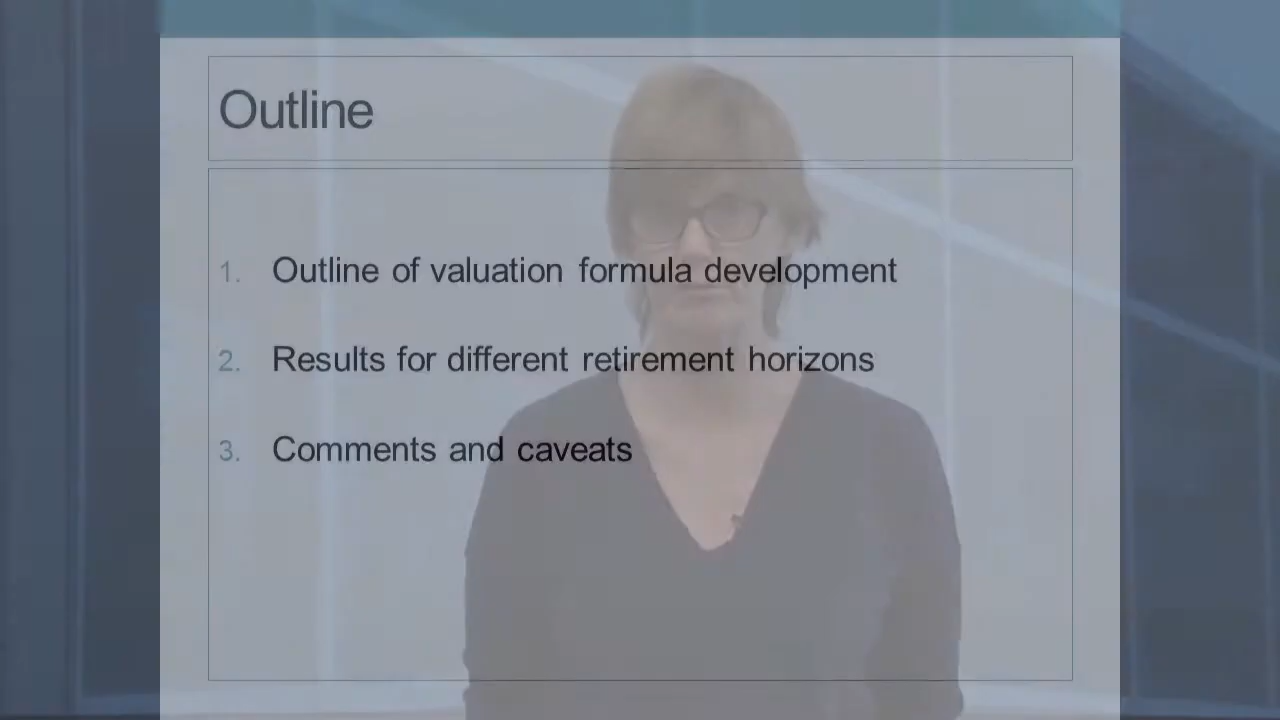 Outline
1. Outline of valuation formula development
2. Results for different retirement horizons
3. Comments and caveats